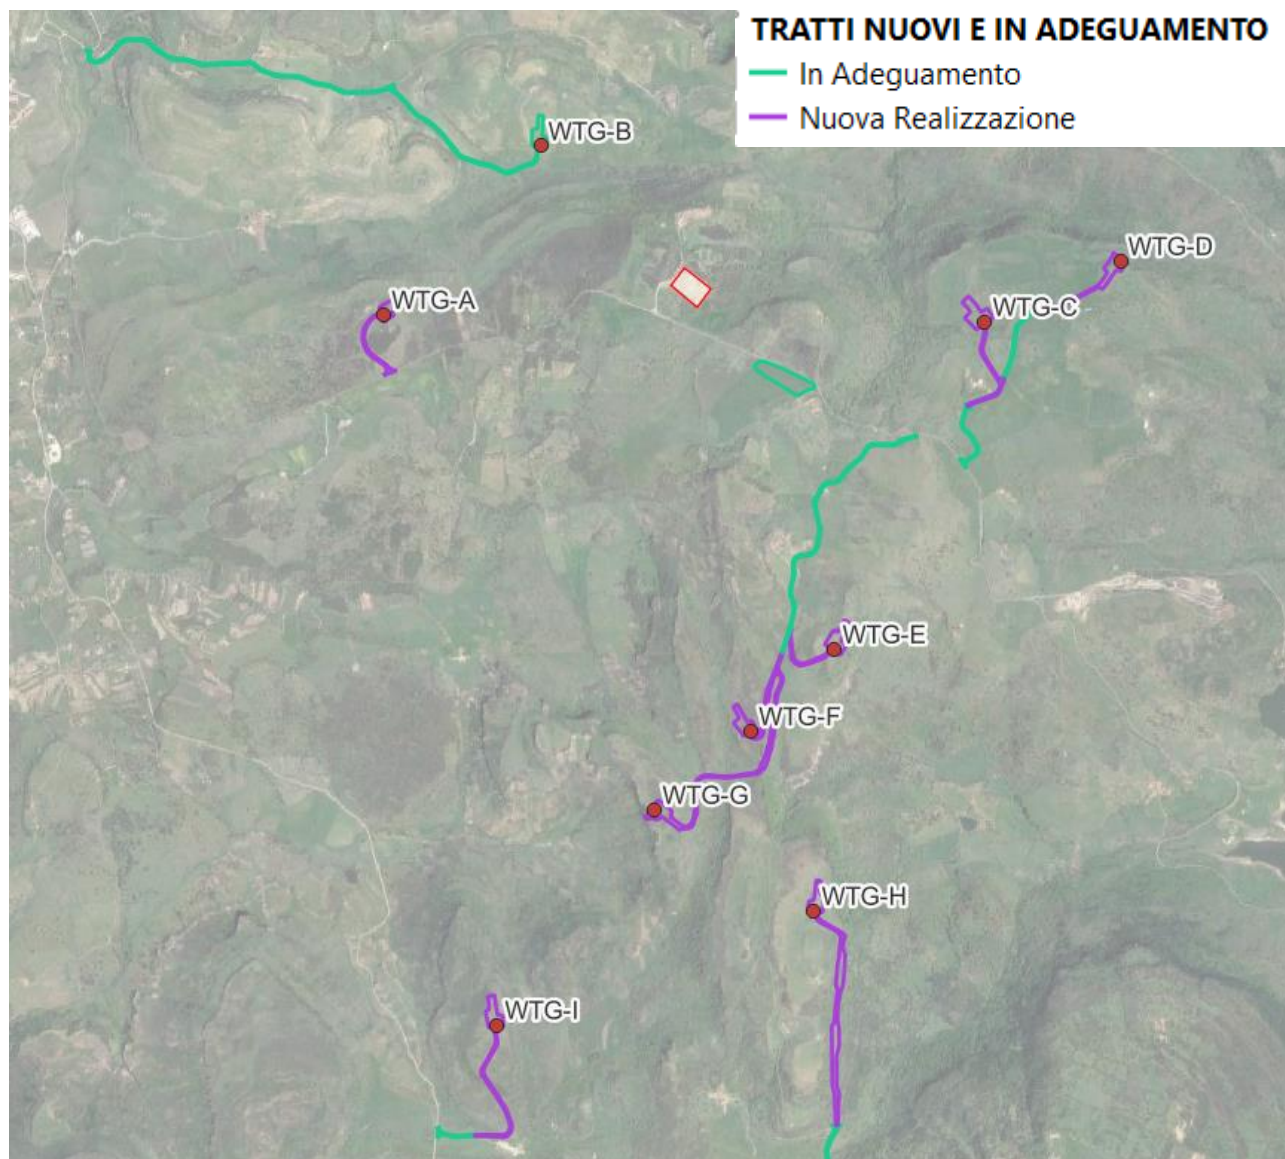 TRATTI NUOVI E IN ADEGUAMENTO
In Adeguamento
Nuova Realizzazione
WTG-B
WTG-D
WTG-A
WTG-C
WTG-E
WTG-F
WTG-G
WTG-H
WTG-I